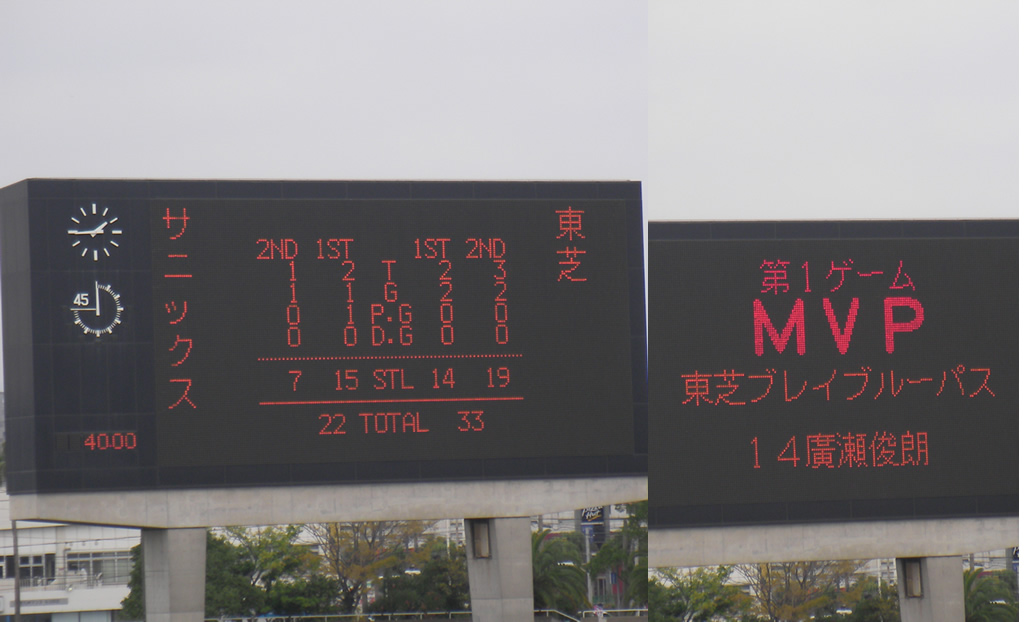 サニックス
東芝
2ND 1ST 1ST 2ND
1 2 T 2 3
1 1 G 2 2
0 1 P.G 0 0
0 0 D.G 0 0
7 15 STL 14 19
22 TOTAL 33
45
40.00
第1ゲーム
MVP
東芝ブレイブルーパス
14廣瀬俊朗